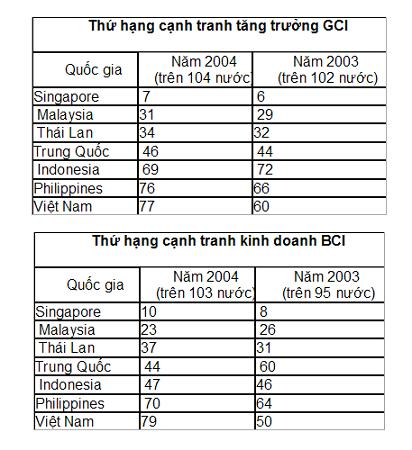 Thứ hạng cạnh tranh tăng trưởng GCI
Quốc gia Năm 2004 (trên 104 nước) Năm 2003 (trên 102 nước)
Singapore 7 6
Malaysia 31 29
Thái Lan 34 32
Trung Quốc 46 44
Indonesia 69 72
Philippines 76 66
Việt Nam 77 60
Thứ hạng cạnh tranh kinh doanh BCI
Quốc gia Năm 2004 (trên 103 nước) Năm 2003 (trên 95 nước)
Singapore 10 8
Malaysia 23 26
Thái Lan 37 31
Trung Quốc 44 60
Indonesia 47 46
Philippines 70 64
Việt Nam 79 50